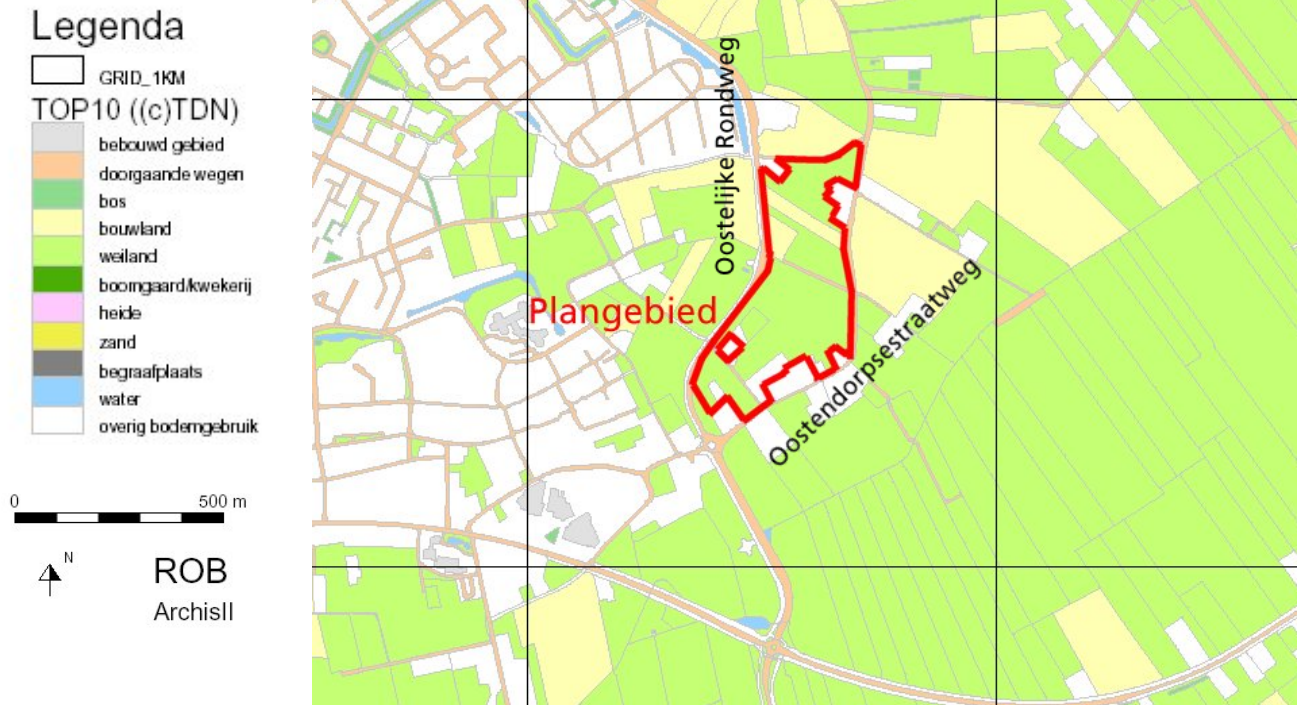 Legenda
GRID_1KM
TOP10 ((c)TDN)
bebouwd gebied
doorgaande wegen
bos
bouwland
weiland
boomgaard/kwekerij
heide
zand
begraafplaats
water
overig bodemgebruik
0 500 m
N
ROB
ArchisII
Oostelijke Rondweg
Plangebied
Oostendorpsestraatweg